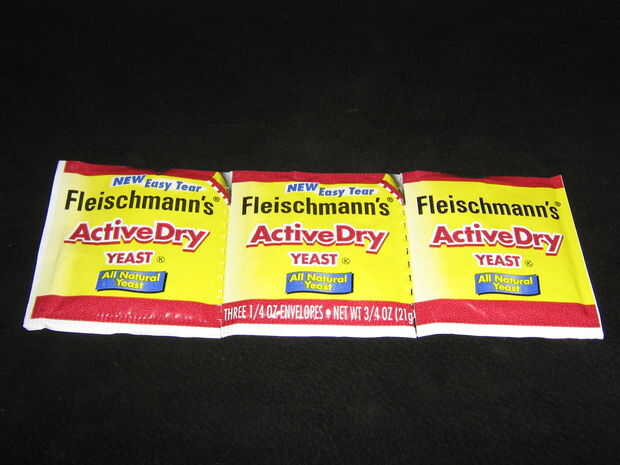 NEW Easy Tear
Fleischmann's®
ActiveDry
YEAST ®
All Natural
Yeast
NEW Easy Tear
Fleischmann's®
ActiveDry
YEAST ®
All Natural
Yeast
THREE 1/4 OZ ENVELOPES • NET WT 3/4 OZ (21g
Fleischmann's®
ActiveDry
YEAST ®
All Natural
Yeast